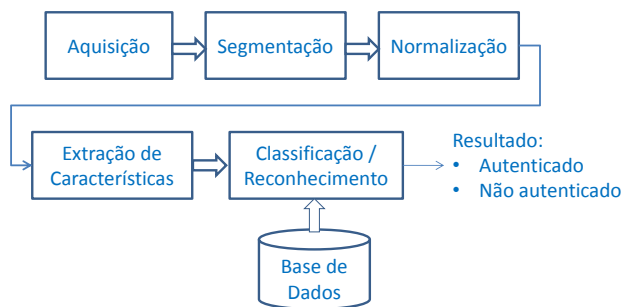 Aquisição
Segmentação
Normalização
Extração de
Características
Classificação /
Reconhecimento
Resultado:
• Autenticado
• Não autenticado
Base de
Dados